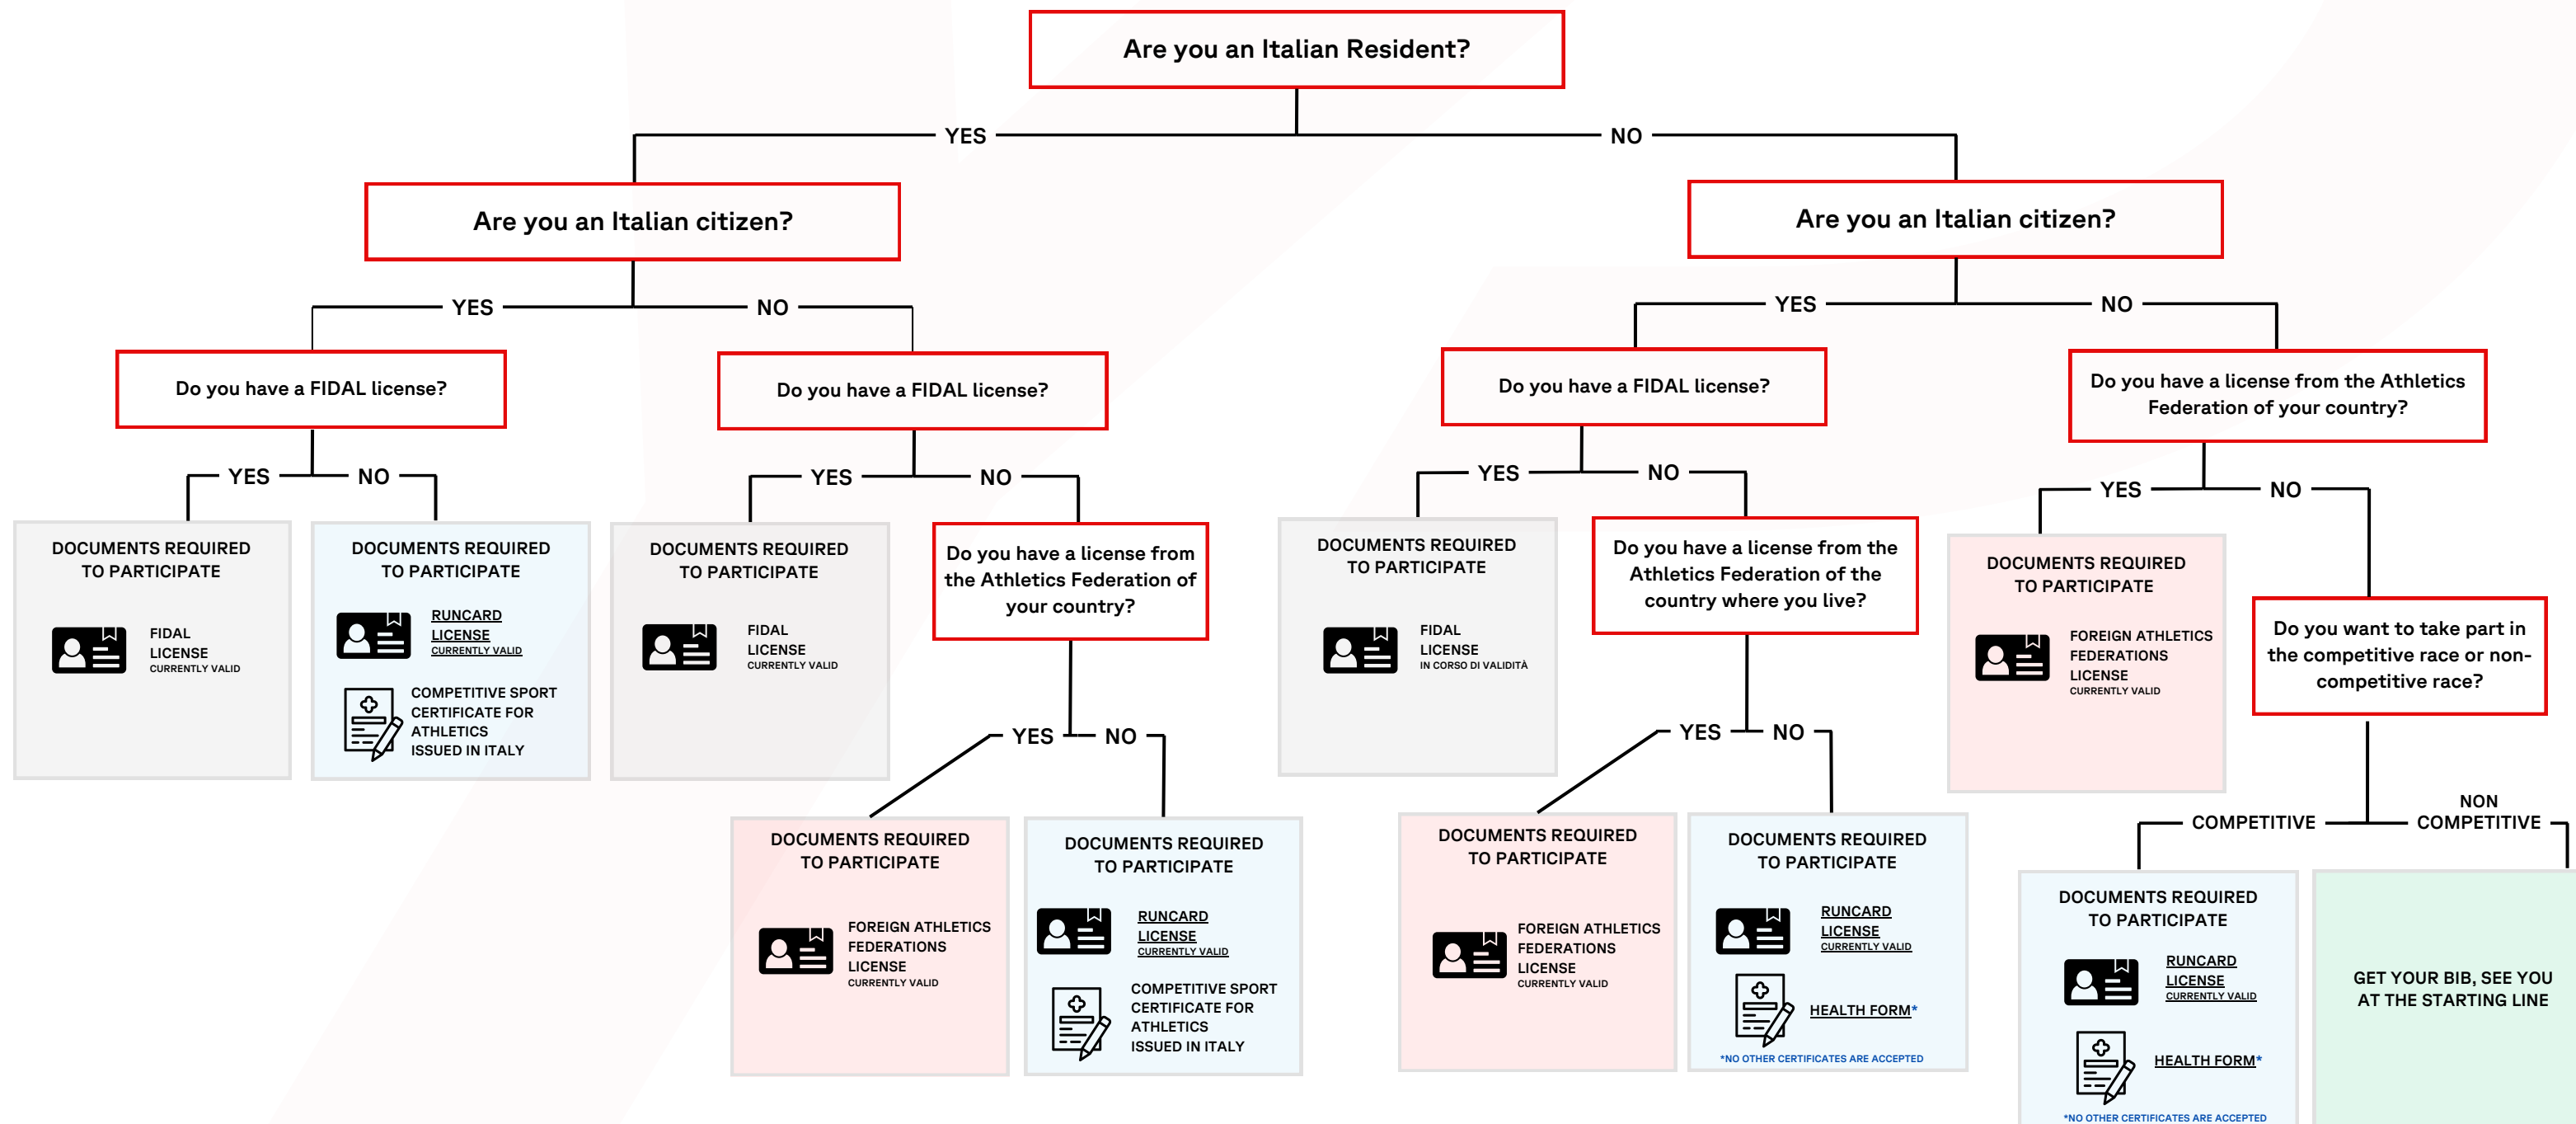 Are you an Italian Resident?
YES
NO
Are you an Italian citizen?
Are you an Italian citizen?
YES
NO
YES
NO
Do you have a FIDAL license?
Do you have a FIDAL license?
Do you have a FIDAL license?
Do you have a license from the Athletics
Federation of your country?
YES
NO
YES
NO
YES
NO
YES
NO
DOCUMENTS REQUIRED
TO PARTICIPATE
FIDAL
LICENSE
CURRENTLY VALID
DOCUMENTS REQUIRED
TO PARTICIPATE
RUNCARD
LICENSE
CURRENTLY VALID
COMPETITIVE SPORT
CERTIFICATE FOR
ATHLETICS
ISSUED IN ITALY
DOCUMENTS REQUIRED
TO PARTICIPATE
FIDAL
LICENSE
CURRENTLY VALID
Do you have a license from
the Athletics Federation of
your country?
DOCUMENTS REQUIRED
TO PARTICIPATE
FIDAL
LICENSE
IN CORSO DI VALIDITÀ
Do you have a license from the
Athletics Federation of the
country where you live?
DOCUMENTS REQUIRED
TO PARTICIPATE
FOREIGN ATHLETICS
FEDERATIONS
LICENSE
CURRENTLY VALID
Do you want to take part in
the competitive race or non-
competitive race?
YES
NO
YES
NO
NON
COMPETITIVE
COMPETITIVE
DOCUMENTS REQUIRED
TO PARTICIPATE
FOREIGN ATHLETICS
FEDERATIONS
LICENSE
CURRENTLY VALID
DOCUMENTS REQUIRED
TO PARTICIPATE
RUNCARD
LICENSE
CURRENTLY VALID
COMPETITIVE SPORT
CERTIFICATE FOR
ATHLETICS
ISSUED IN ITALY
DOCUMENTS REQUIRED
TO PARTICIPATE
FOREIGN ATHLETICS
FEDERATIONS
LICENSE
CURRENTLY VALID
DOCUMENTS REQUIRED
TO PARTICIPATE
RUNCARD
LICENSE
CURRENTLY VALID
HEALTH FORM*
*NO OTHER CERTIFICATES ARE ACCEPTED
DOCUMENTS REQUIRED
TO PARTICIPATE
RUNCARD
LICENSE
CURRENTLY VALID
HEALTH FORM*
*NO OTHER CERTIFICATES ARE ACCEPTED
GET YOUR BIB, SEE YOU
AT THE STARTING LINE